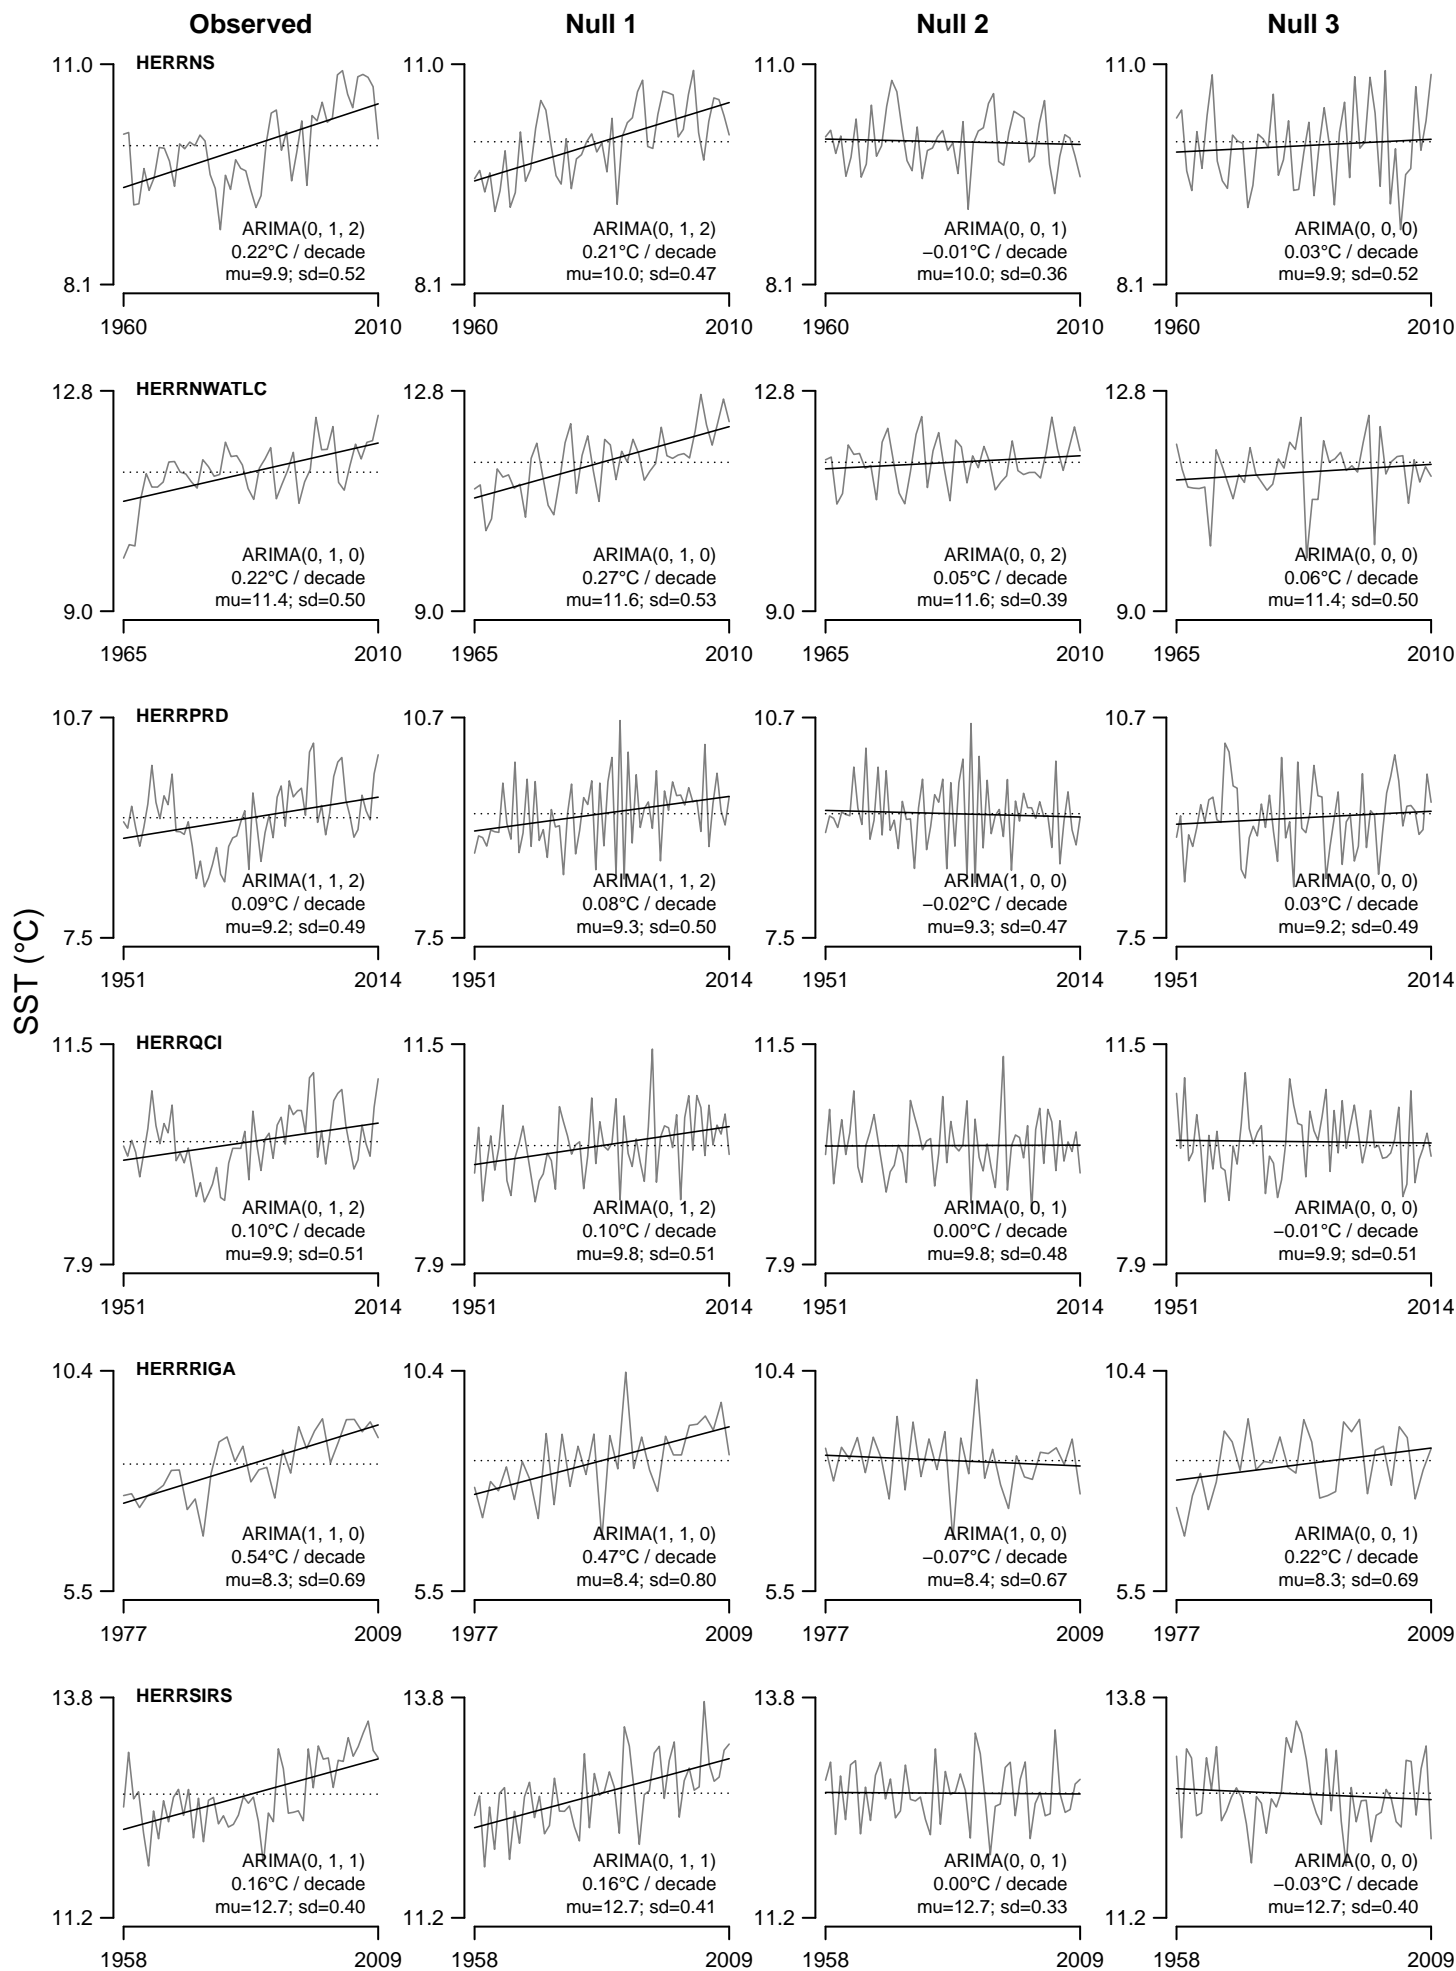 Observed Null 1 Null 2 Null 3
SST (°C)
HERRNS
11.0 11.0 11.0 11.0
ARIMA(0, 1, 2) ARIMA(0, 1, 2) ARIMA(0, 0, 1) ARIMA(0, 0, 0)
0.22°C / decade 0.21°C / decade −0.01°C / decade 0.03°C / decade
mu=9.9; sd=0.52 mu=10.0; sd=0.47 mu=10.0; sd=0.36 mu=9.9; sd=0.52
8.1 8.1 8.1 8.1
1960 2010 1960 2010 1960 2010 1960 2010
HERRNWATLC
12.8 12.8 12.8 12.8
ARIMA(0, 1, 0) ARIMA(0, 1, 0) ARIMA(0, 0, 2) ARIMA(0, 0, 0)
0.22°C / decade 0.27°C / decade 0.05°C / decade 0.06°C / decade
mu=11.4; sd=0.50 mu=11.6; sd=0.53 mu=11.6; sd=0.39 mu=11.4; sd=0.50
9.0 9.0 9.0 9.0
1965 2010 1965 2010 1965 2010 1965 2010
HERRPRD
10.7 10.7 10.7 10.7
ARIMA(1, 1, 2) ARIMA(1, 1, 2) ARIMA(1, 0, 0) ARIMA(0, 0, 0)
0.09°C / decade 0.08°C / decade −0.02°C / decade 0.03°C / decade
mu=9.2; sd=0.49 mu=9.3; sd=0.50 mu=9.3; sd=0.47 mu=9.2; sd=0.49
7.5 7.5 7.5 7.5
1951 2014 1951 2014 1951 2014 1951 2014
HERRQCI
11.5 11.5 11.5 11.5
ARIMA(0, 1, 2) ARIMA(0, 1, 2) ARIMA(0, 0, 1) ARIMA(0, 0, 0)
0.10°C / decade 0.10°C / decade 0.00°C / decade −0.01°C / decade
mu=9.9; sd=0.51 mu=9.8; sd=0.51 mu=9.8; sd=0.48 mu=9.9; sd=0.51
7.9 7.9 7.9 7.9
1951 2014 1951 2014 1951 2014 1951 2014
HERRRIGA
10.4 10.4 10.4 10.4
ARIMA(1, 1, 0) ARIMA(1, 1, 0) ARIMA(1, 0, 0) ARIMA(0, 0, 1)
0.54°C / decade 0.47°C / decade −0.07°C / decade 0.22°C / decade
mu=8.3; sd=0.69 mu=8.4; sd=0.80 mu=8.4; sd=0.67 mu=8.3; sd=0.69
5.5 5.5 5.5 5.5
1977 2009 1977 2009 1977 2009 1977 2009
HERRSIRS
13.8 13.8 13.8 13.8
ARIMA(0, 1, 1) ARIMA(0, 1, 1) ARIMA(0, 0, 1) ARIMA(0, 0, 0)
0.16°C / decade 0.16°C / decade 0.00°C / decade −0.03°C / decade
mu=12.7; sd=0.40 mu=12.7; sd=0.41 mu=12.7; sd=0.33 mu=12.7; sd=0.40
11.2 11.2 11.2 11.2
1958 2009 1958 2009 1958 2009 1958 2009